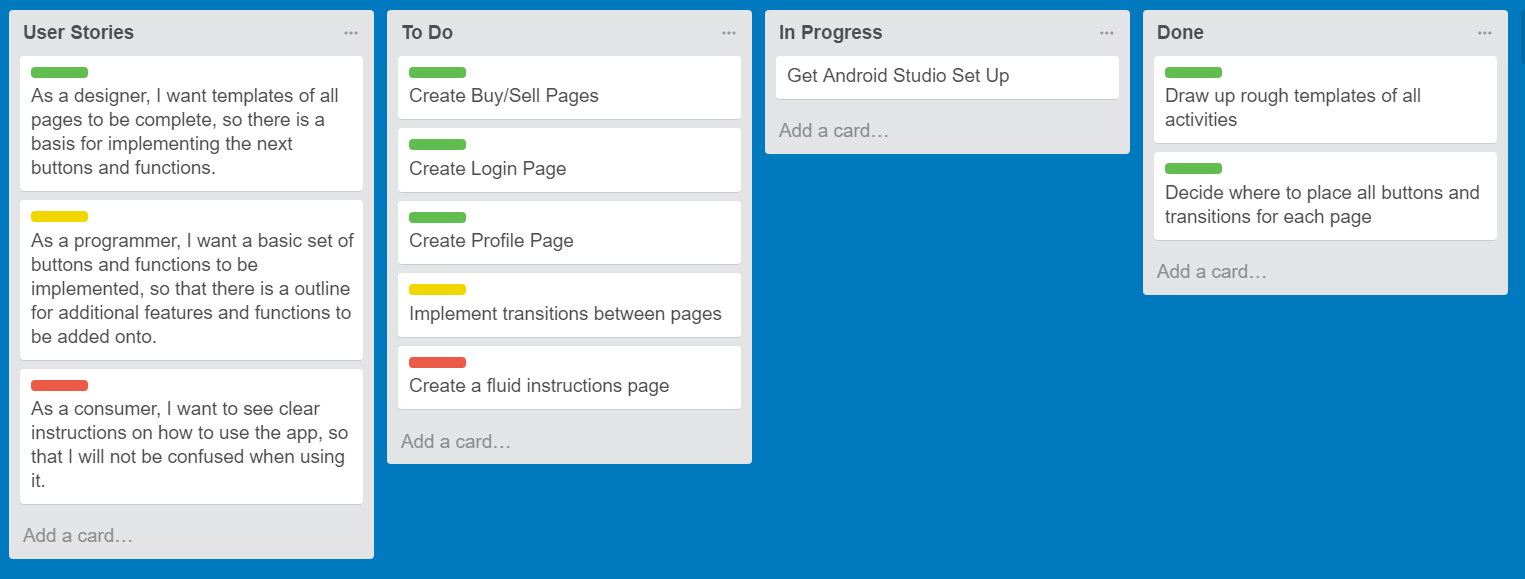 User Stories
As a designer, I want templates of all
pages to be complete, so there is a
basis for implementing the next
buttons and functions.
As a programmer, I want a basic set of
buttons and functions to be
implemented, so that there is a outline
for additional features and functions to
be added onto.
As a consumer, I want to see clear
instructions on how to use the app, so
that I will not be confused when using
it.
Add a card…
To Do
Create Buy/Sell Pages
Create Login Page
Create Profile Page
Implement transitions between pages
Create a fluid instructions page
Add a card…
In Progress
Get Android Studio Set Up
Add a card…
Done
Draw up rough templates of all
activities
Decide where to place all buttons and
transitions for each page
Add a card…